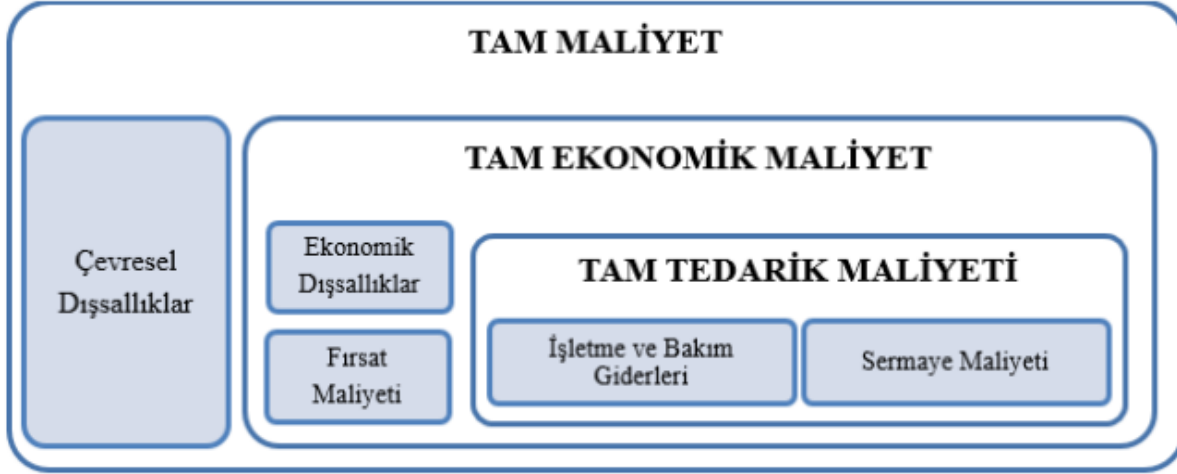 TAM MALİYET
TAM EKONOMİK MALİYET
Çevresel
Dışsallıklar
Ekonomik
Dışsallıklar
Fırsat
Maliyeti
TAM TEDARİK MALİYETİ
İşletme ve Bakım
Giderleri
Sermaye Maliyeti